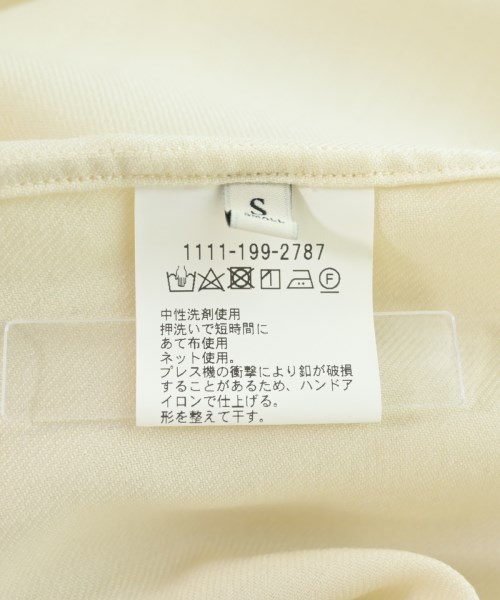 S
SMALL
1111-199-2787
中性洗剤使用
押洗いで短時間に
あて布使用
ネット使用。
プレス機の衝撃により釦が破損
することがあるため、ハンドア
イロンで仕上げる。
形を整えて干す。